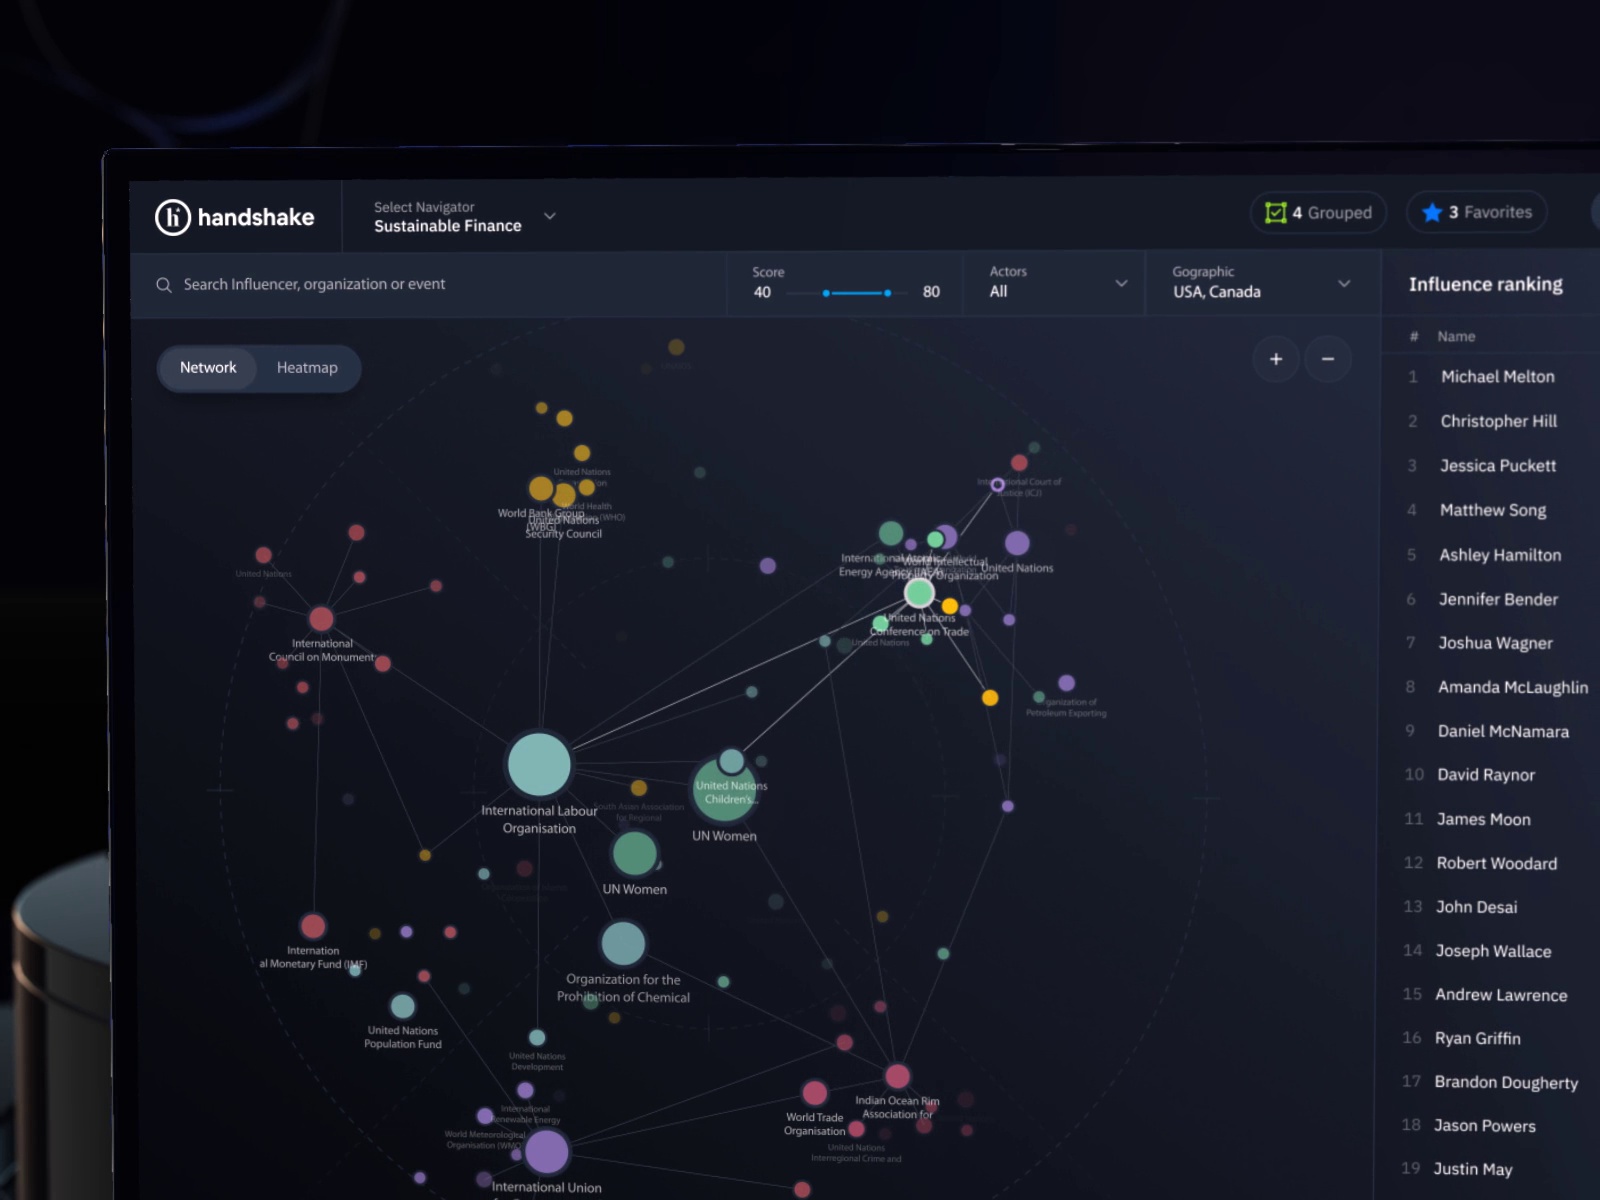 handshake
Select Navigator
Sustainable Finance
4 Grouped
3 Favorites
Search Influencer, organization or event
Score
40
80
Actors
All
Gographic
USA, Canada
Influence ranking
# Name
Network
Heatmap
+
−
1 Michael Melton
2 Christopher Hill
3 Jessica Puckett
4 Matthew Song
5 Ashley Hamilton
6 Jennifer Bender
7 Joshua Wagner
8 Amanda McLaughlin
9 Daniel McNamara
10 David Raynor
11 James Moon
12 Robert Woodard
13 John Desai
14 Joseph Wallace
15 Andrew Lawrence
16 Ryan Griffin
17 Brandon Dougherty
18 Jason Powers
19 Justin May
United Nations
World Health
(WHO)
World Bank Group
(WBG)
United Nations
Security Council
United Nations
International
Council on Monument
International Court of
Justice (ICJ)
International Atomic
Energy Agency (IAEA)
World Intellectual
Property Organization
United Nations
United Nations
Conference on Trade
United Nations
Organization of
Petroleum Exporting
International Labour
Organisation
South Asian Association
for Regional
United Nations
Children's...
UN Women
UN Women
Internation
al Monetary Fund (IMF)
Organization for the
Prohibition of Chemical
United Nations
Population Fund
United Nations
Development
International
Renewable Energy
World Meteorological
Organisation (WMO)
International Union
World Trade
Organisation
Indian Ocean Rim
Association for
United Nations
Interregional Crime and